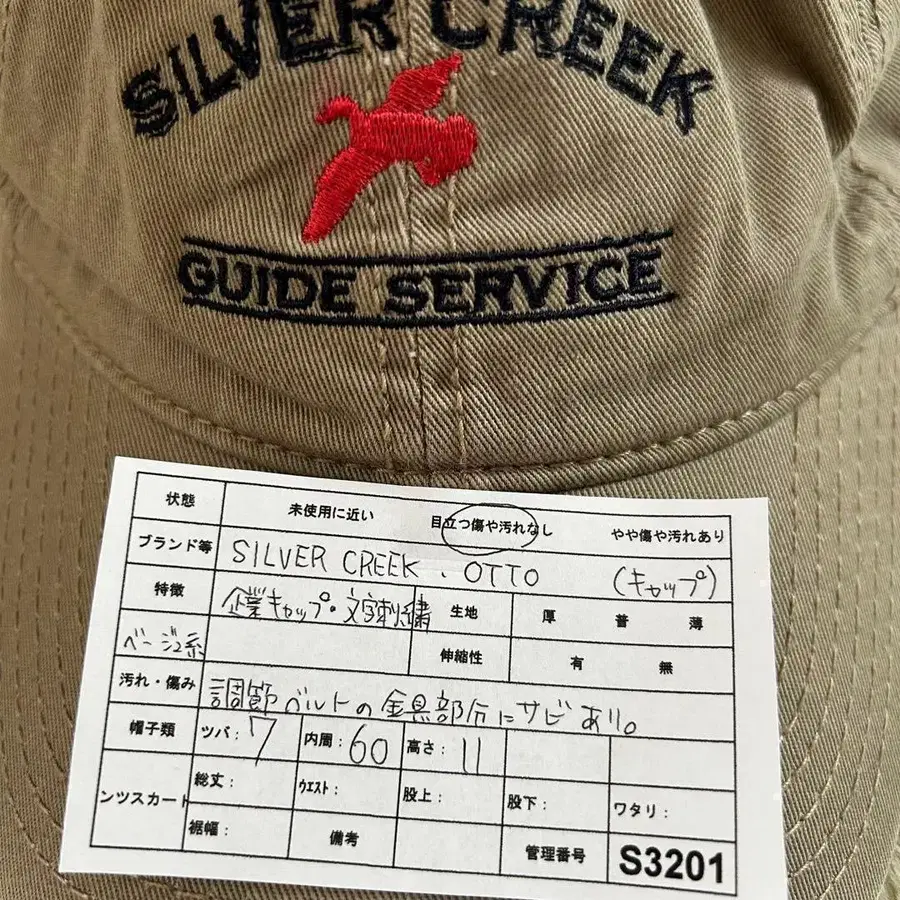 SILVER CREEK
GUIDE SERVICE
状態 未使用に近い 目立つ傷や汚れなし やや傷や汚れあり
ブランド等 SILVER CREEK . OTTO (キャップ)
特徴 企業キャップ・文字刺繍 生地 厚 普 薄
ベージュ系 伸縮性 有 無
汚れ・傷み 調節ベルトの金具部分にサビあり。
帽子類 ツバ:7 内周:60 高さ:11
ンツスカート 総丈: ウエスト: 股上: 股下: ワタリ:
裾幅: 備考 管理番号 S3201